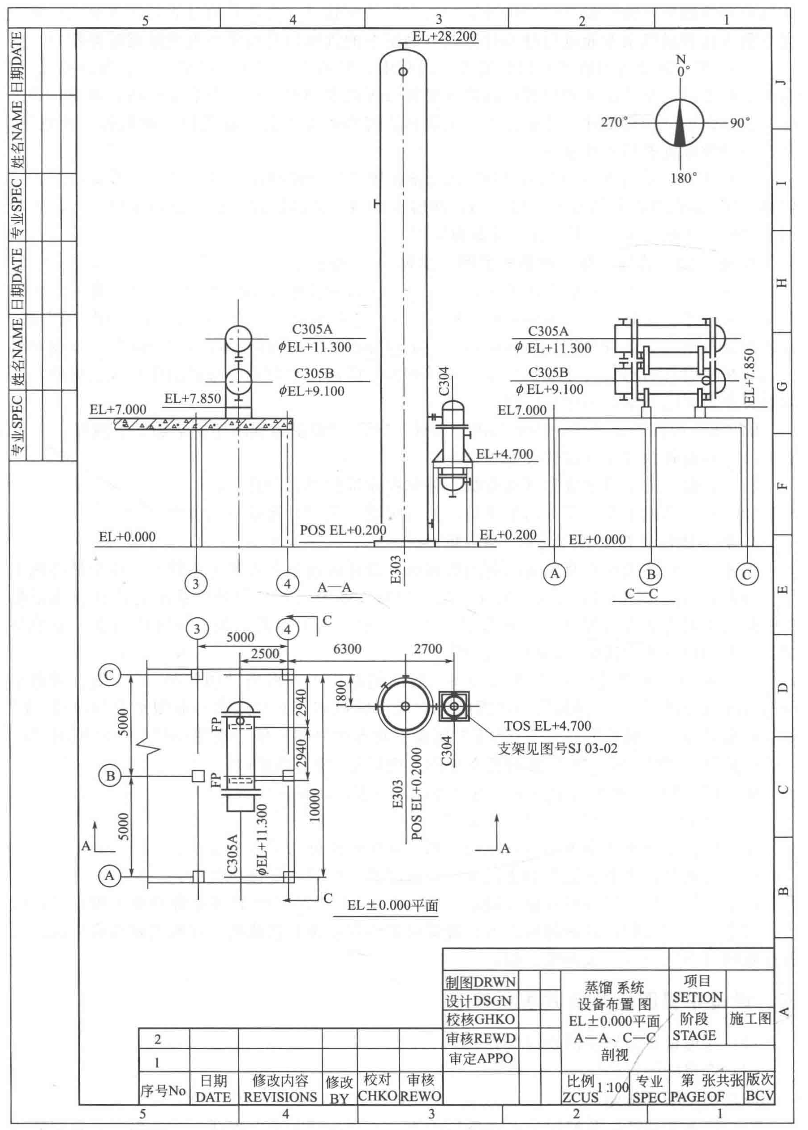 5 4 3 2 1
J
I
H
G
F
E
D
C
B
A
专业SPEC 姓名NAME 日期DATE
专业SPEC 姓名NAME 日期DATE
EL+28.200
N
0°
270°
90°
180°
C305A
ϕEL+11.300
C305B
ϕEL+9.100
EL+7.850
EL+7.000
EL+0.000
3
4
A—A
C304
EL+4.700
POS EL+0.200
EL+0.200
E303
C305A
ϕEL+11.300
C305B
ϕEL+9.100
EL+7.850
EL7.000
EL+0.000
A
B
C
C—C
3
4
C
5000
2500
6300
2700
C
B
A
5000
5000
2940
2940
10000
1800
FP
FP
C305A
ϕEL+11.300
E303
POS EL+0.2000
C304
TOS EL+4.700
支架见图号SJ 03-02
A
A
C
EL±0.000平面
制图DRWN
设计DSGN
校核GHKO
审核REWD
审定APPO
蒸馏 系统
设备布置 图
EL±0.000平面
A—A、C—C
剖视
项目
SETION
阶段
STAGE
施工图
比例
ZCUS
1:100
专业
SPEC
第 张共张
PAGE OF
版次
BCV
2
1
序号No
日期
DATE
修改内容
REVISIONS
修改
BY
校对
CHKO
审核
REWO
5 4 3 2 1